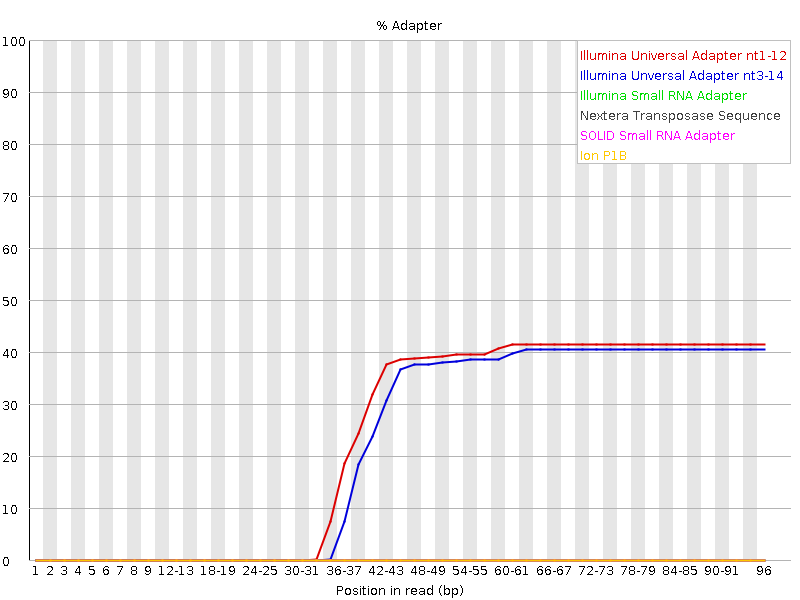 % Adapter
Illumina Universal Adapter nt1-12
Illumina Unversal Adapter nt3-14
Illumina Small RNA Adapter
Nextera Transposase Sequence
SOLID Small RNA Adapter
Ion P1B
100
90
80
70
60
50
40
30
20
10
0
1 2 3 4 5 6 7 8 9 12-13 18-19 24-25 30-31 36-37 42-43 48-49 54-55 60-61 66-67 72-73 78-79 84-85 90-91 96
Position in read (bp)